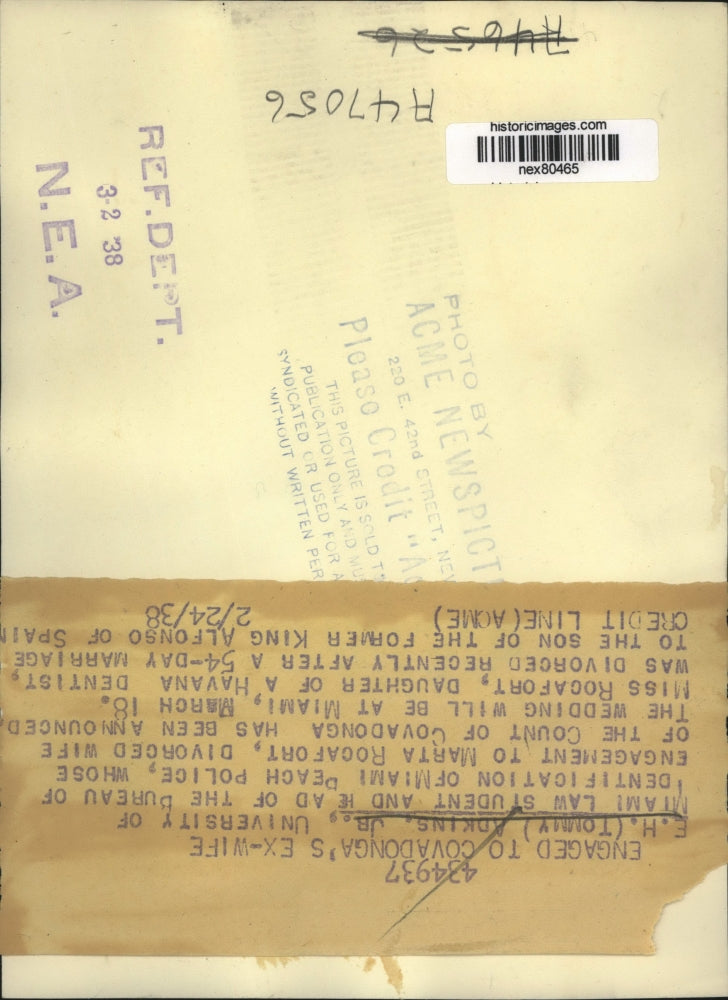 A46526
A47056
historicimages.com
nex80465
REF.DEPT.
3-2 '38
N.E.A.
PHOTO BY
ACME NEWSPICT
220 E. 42nd STREET, NEW
Please Credit "AC
THIS PICTURE IS SOLD
PUBLICATION ONLY AND MU
SYNDICATED OR USED FOR A
WITHOUT WRITTEN PER
434937
ENGAGED TO COVADONGA'S EX-WIFE
E.H.(TOMMY) ADKINS. JR., UNIVERSITY OF
MIAMI LAW STUDENT AND HEAD OF THE BUREAU OF
IDENTIFICATION OF MIAMI BEACH POLICE, WHOSE
ENGAGEMENT TO MARTA ROCAFORT, DIVORCED WIFE
OF THE COUNT OF COVADONGA HAS BEEN ANNOUNCED.
THE WEDDING WILL BE AT MIAMI, MARCH 18.
MISS ROCAFORT, DAUGHTER OF A HAVANA DENTIST,
WAS DIVORCED RECENTLY AFTER A 54-DAY MARRIAGE
TO THE SON OF THE FORMER KING ALFONSO OF SPAIN
CREDIT LINE(ACME) 2/24/38